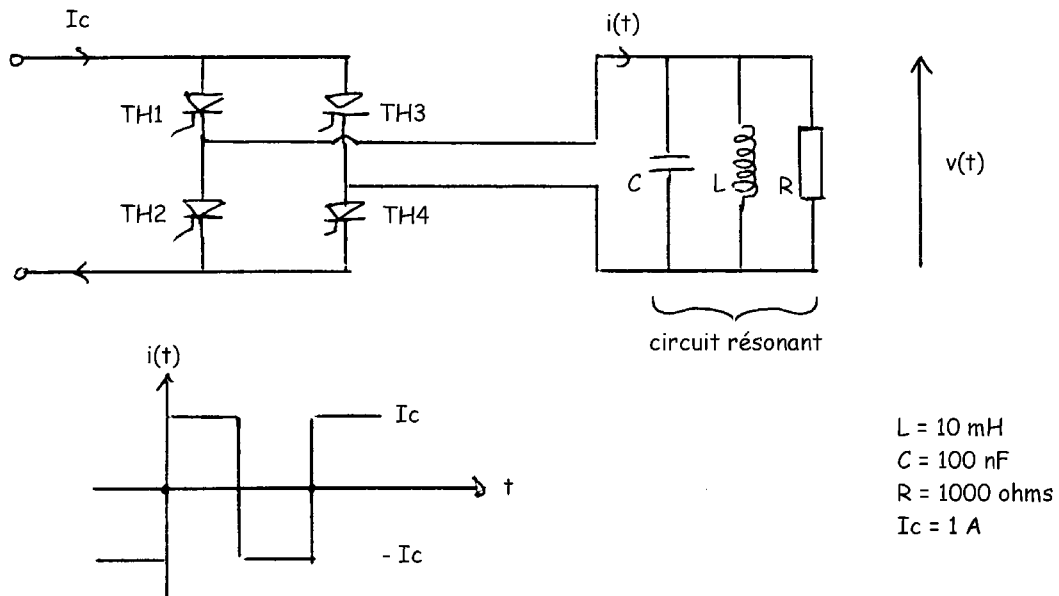 Ic
i(t)
TH1
TH3
TH2
TH4
C
L
R
v(t)
circuit résonant
i(t)
Ic
t
- Ic
L = 10 mH
C = 100 nF
R = 1000 ohms
Ic = 1 A